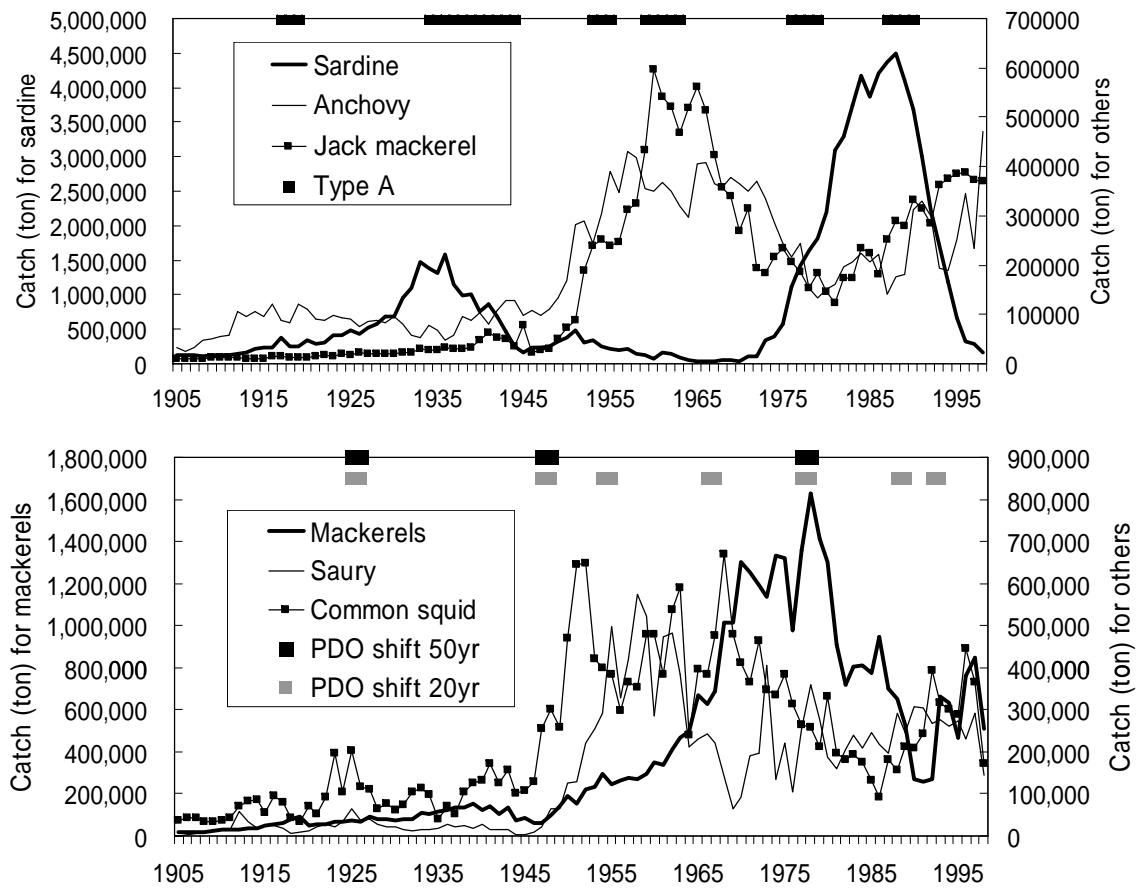 5,000,000
4,500,000
4,000,000
3,500,000
3,000,000
2,500,000
2,000,000
1,500,000
1,000,000
500,000
0
Catch (ton) for sardine
Sardine
Anchovy
Jack mackerel
Type A
700000
600000
500000
400000
300000
200000
100000
0
Catch (ton) for others
1905 1915 1925 1935 1945 1955 1965 1975 1985 1995
1,800,000
1,600,000
1,400,000
1,200,000
1,000,000
800,000
600,000
400,000
200,000
0
Catch (ton) for mackerels
Mackerels
Saury
Common squid
PDO shift 50yr
PDO shift 20yr
900,000
800,000
700,000
600,000
500,000
400,000
300,000
200,000
100,000
0
Catch (ton) for others
1905 1915 1925 1935 1945 1955 1965 1975 1985 1995